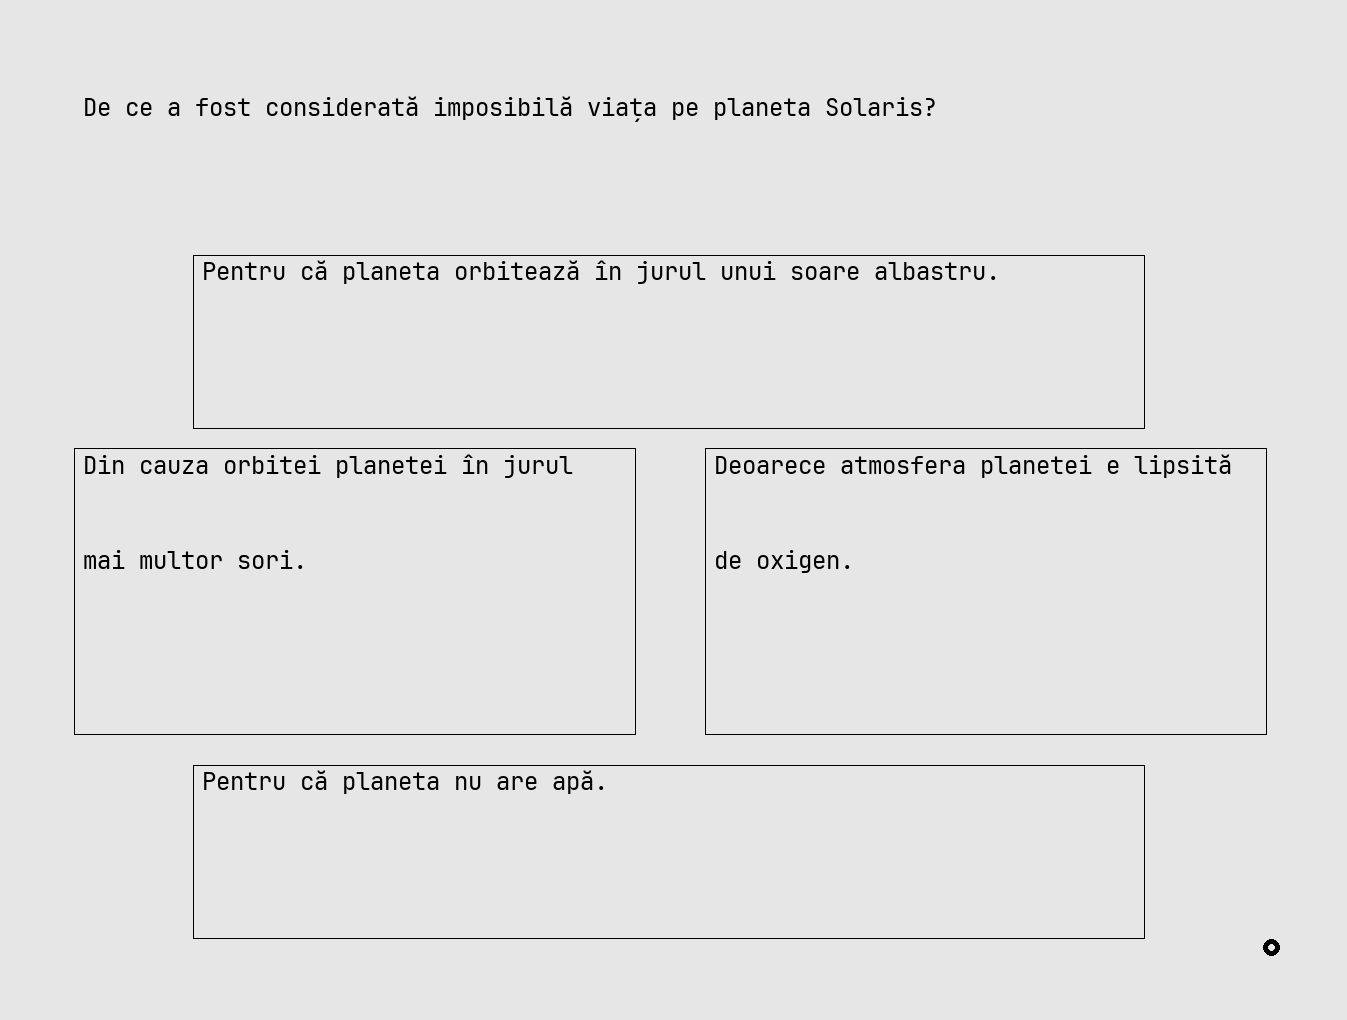 De ce a fost considerată imposibilă viața pe planeta Solaris?
Pentru că planeta orbitează în jurul unui soare albastru.
Din cauza orbitei planetei în jurul
mai multor sori.
Deoarece atmosfera planetei e lipsită
de oxigen.
Pentru că planeta nu are apă.